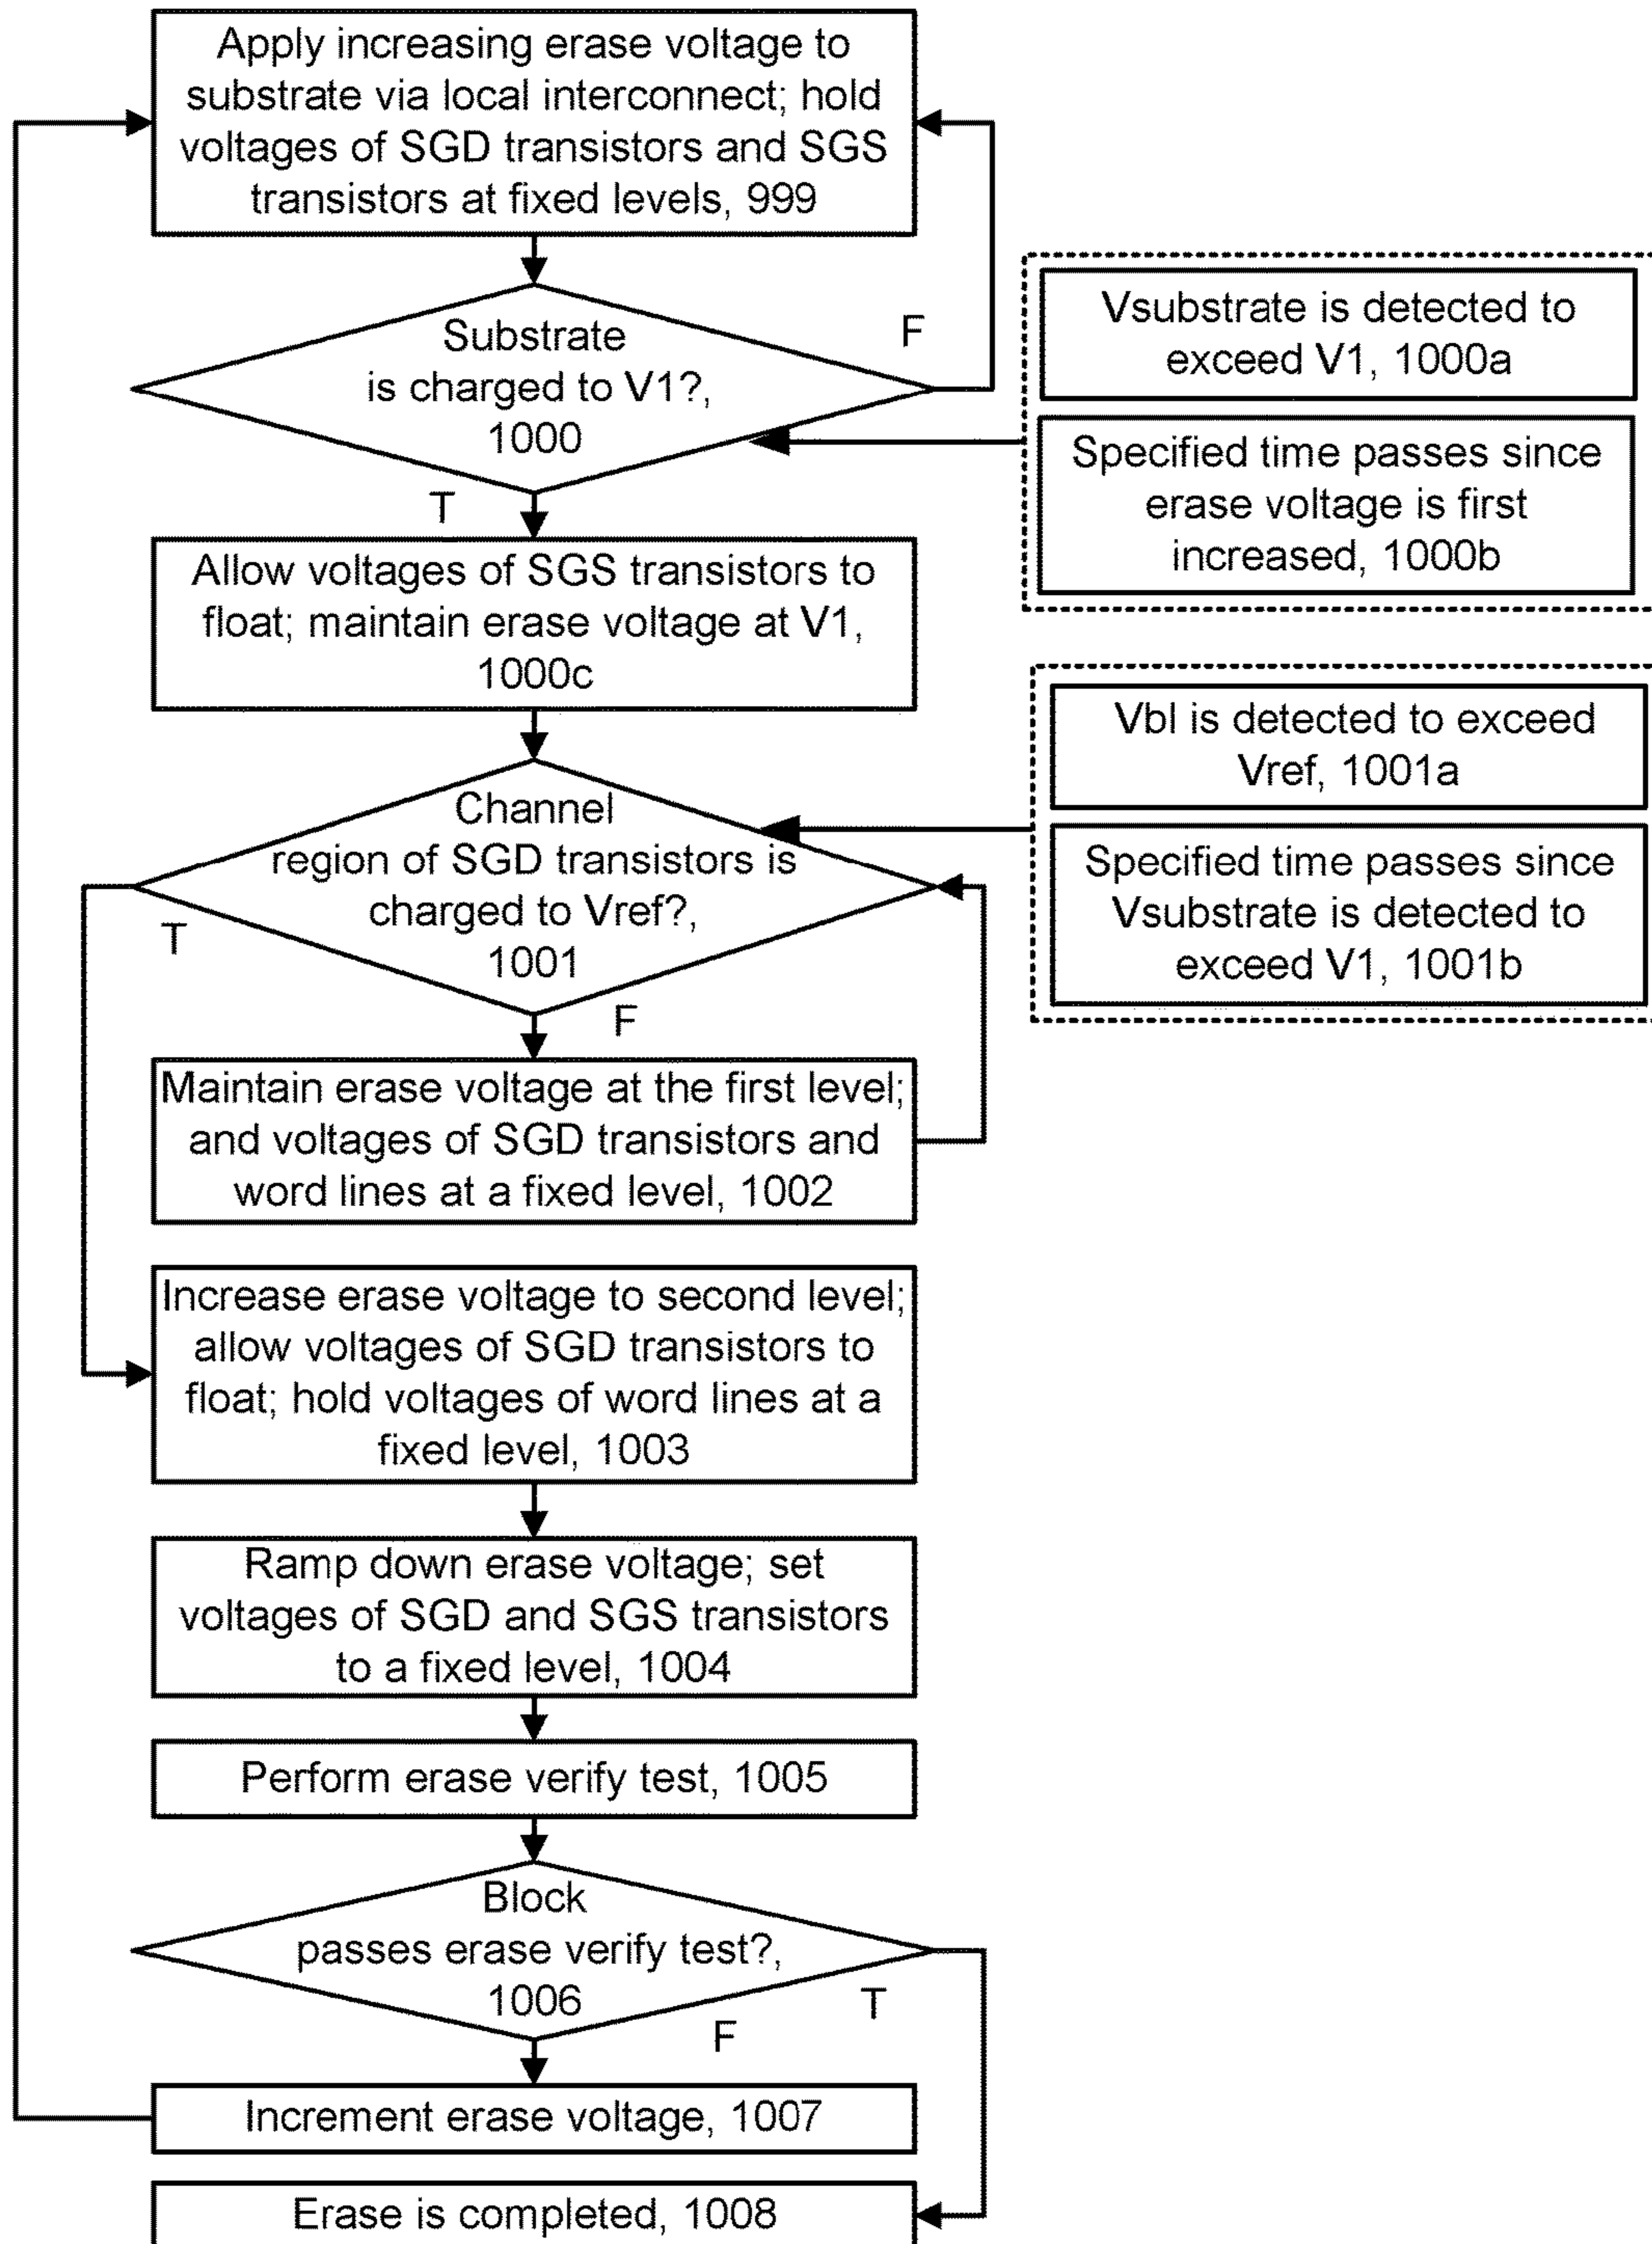 Apply increasing erase voltage to
substrate via local interconnect; hold
voltages of SGD transistors and SGS
transistors at fixed levels, 999
Substrate
is charged to V1?,
1000
F
T
Vsubstrate is detected to
exceed V1, 1000a
Specified time passes since
erase voltage is first
increased, 1000b
Allow voltages of SGS transistors to
float; maintain erase voltage at V1,
1000c
Channel
region of SGD transistors is
charged to Vref?,
1001
T
F
Vbl is detected to exceed
Vref, 1001a
Specified time passes since
Vsubstrate is detected to
exceed V1, 1001b
Maintain erase voltage at the first level;
and voltages of SGD transistors and
word lines at a fixed level, 1002
Increase erase voltage to second level;
allow voltages of SGD transistors to
float; hold voltages of word lines at a
fixed level, 1003
Ramp down erase voltage; set
voltages of SGD and SGS transistors
to a fixed level, 1004
Perform erase verify test, 1005
Block
passes erase verify test?,
1006
T
F
Increment erase voltage, 1007
Erase is completed, 1008